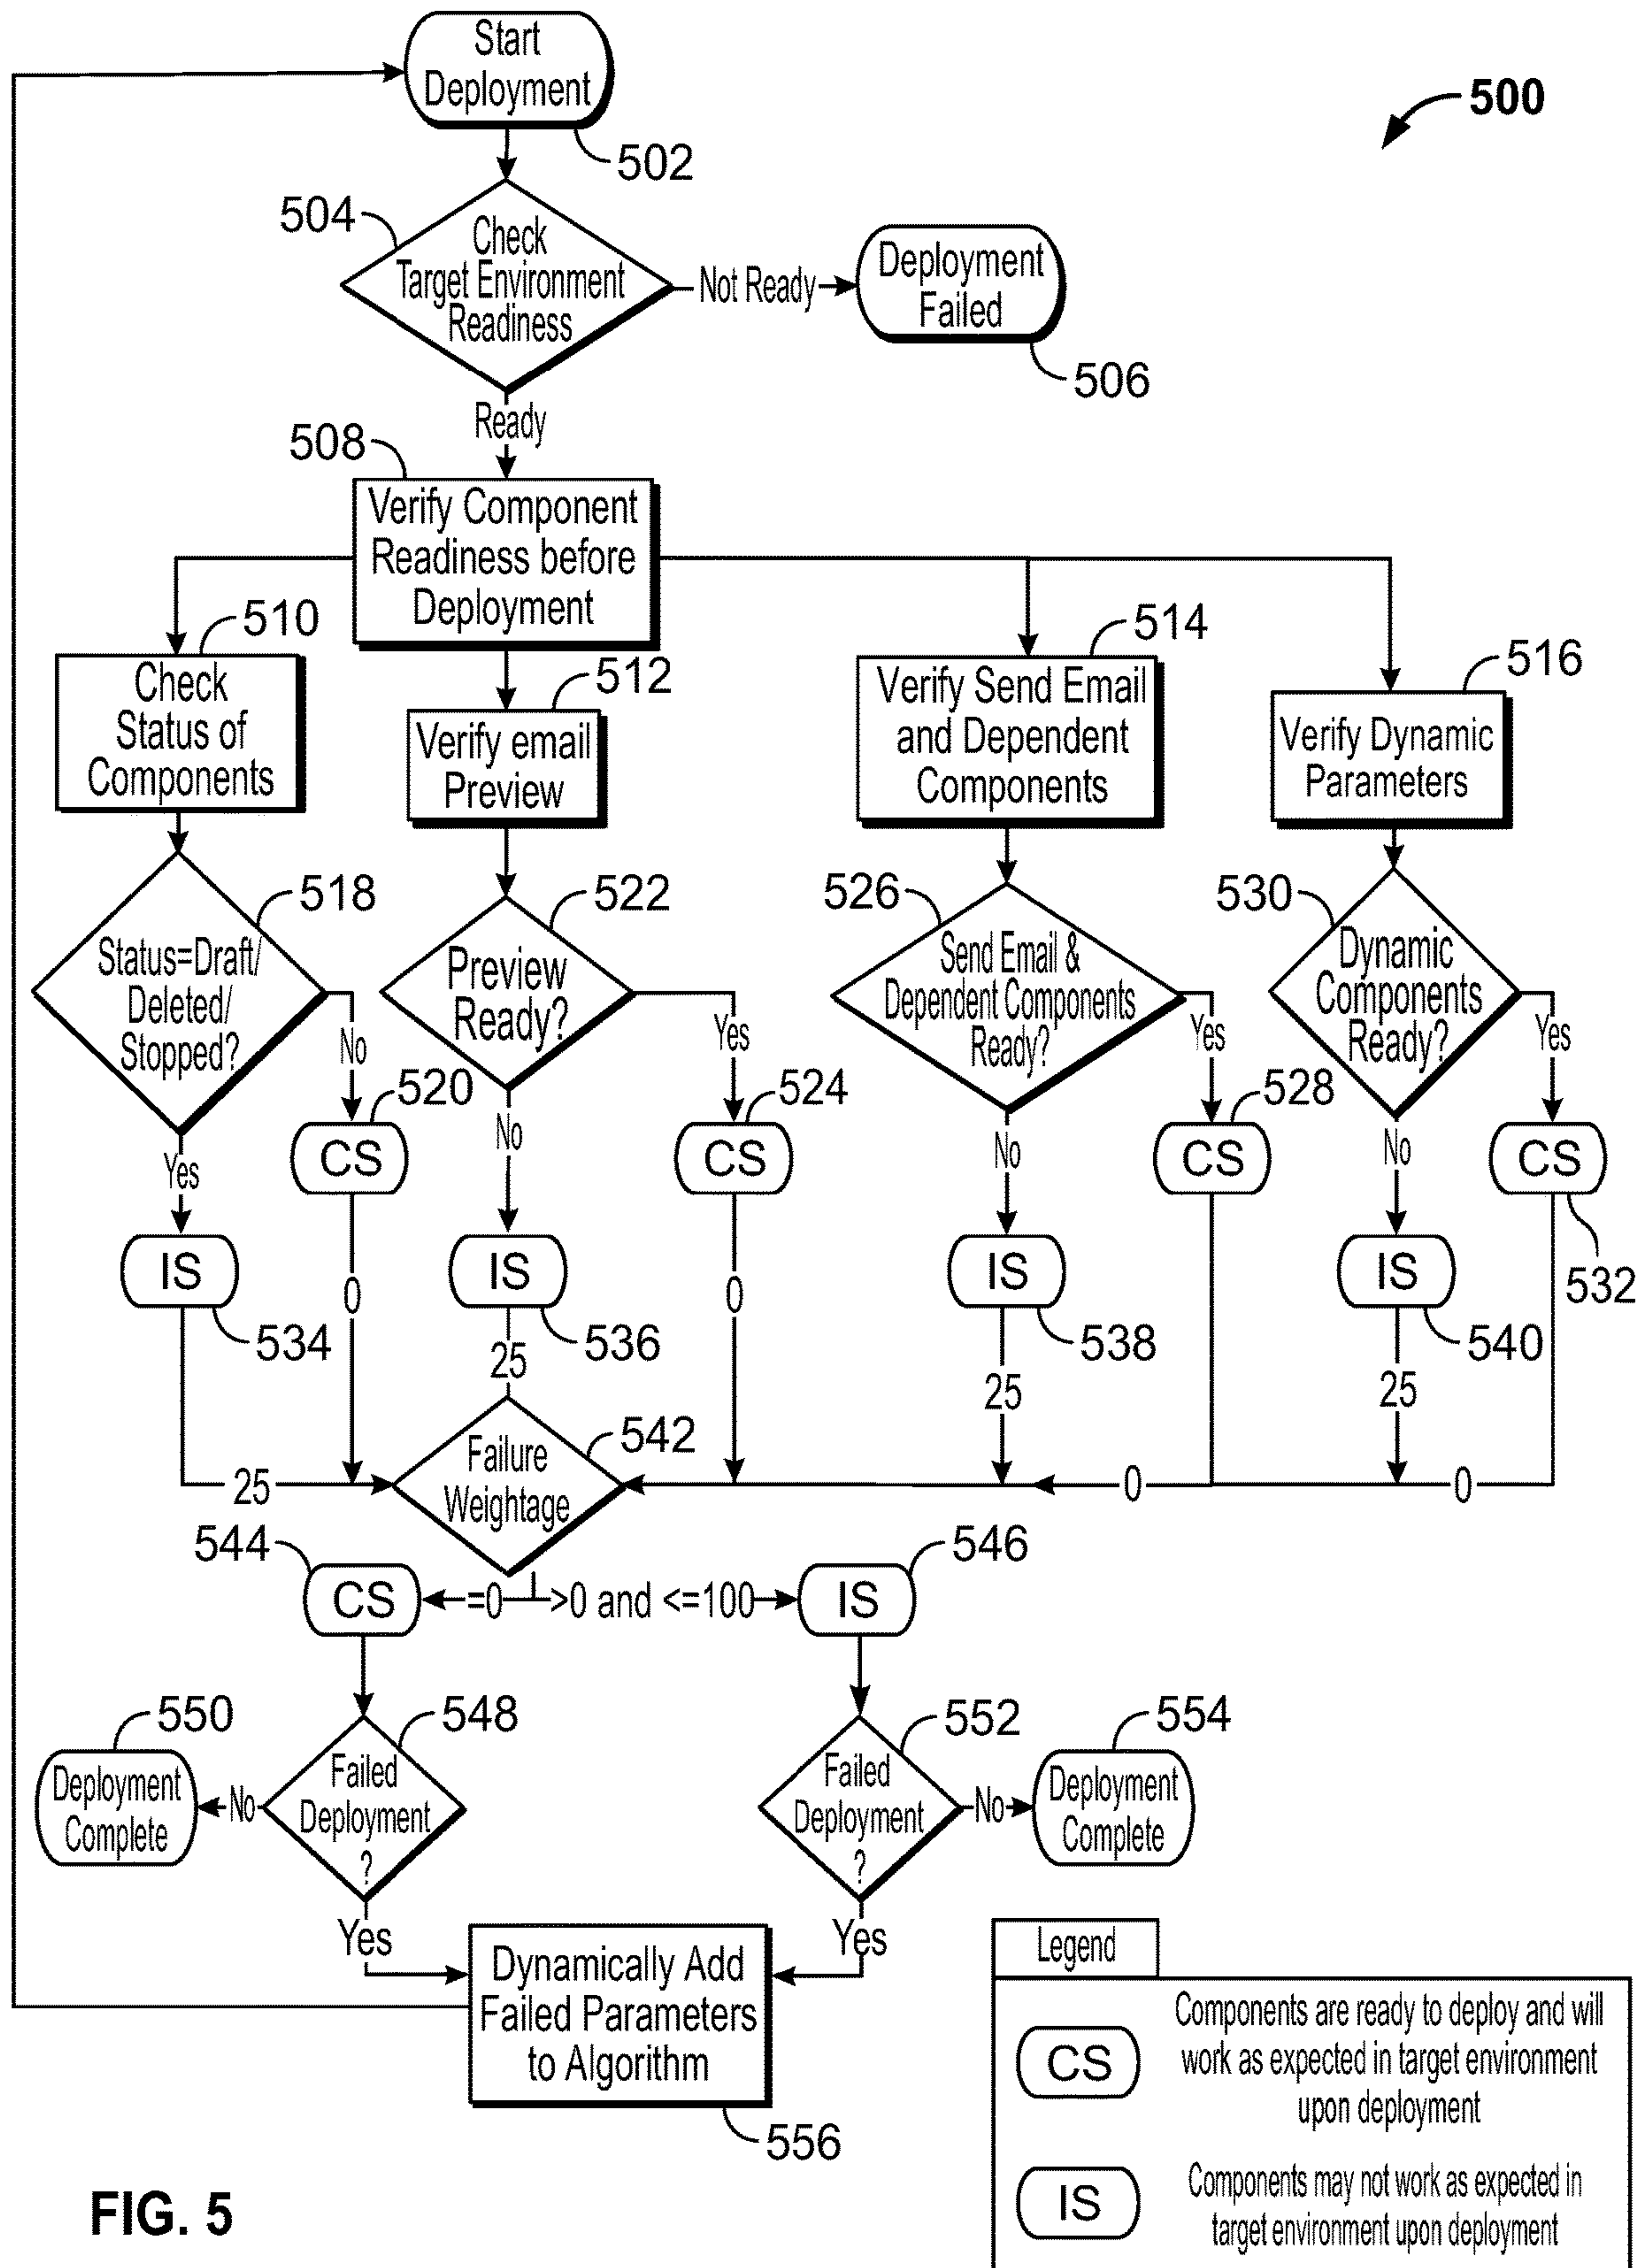 Start
Deployment
500
502
504
Check
Target Environment
Readiness
Not Ready
Deployment
Failed
506
Ready
508
Verify Component
Readiness before
Deployment
510
512
514
516
Check
Status of
Components
Verify email
Preview
Verify Send Email
and Dependent
Components
Verify Dynamic
Parameters
518
522
526
530
Status=Draft/
Deleted/
Stopped?
Preview
Ready?
Send Email &
Dependent Components
Ready?
Dynamic
Components
Ready?
No
Yes
Yes
Yes
520
524
528
CS
CS
CS
CS
Yes
No
No
No
532
IS
IS
IS
IS
0
0
534
536
538
540
25
25
25
542
Failure
Weightage
25
0
0
544
546
CS
=0
>0 and <=100
IS
550
548
552
554
Deployment
Complete
No
Failed
Deployment
?
Failed
Deployment
?
No
Deployment
Complete
Yes
Yes
Dynamically Add
Failed Parameters
to Algorithm
556
Legend
CS
Components are ready to deploy and will
work as expected in target environment
upon deployment
IS
Components may not work as expected in
target environment upon deployment
FIG. 5